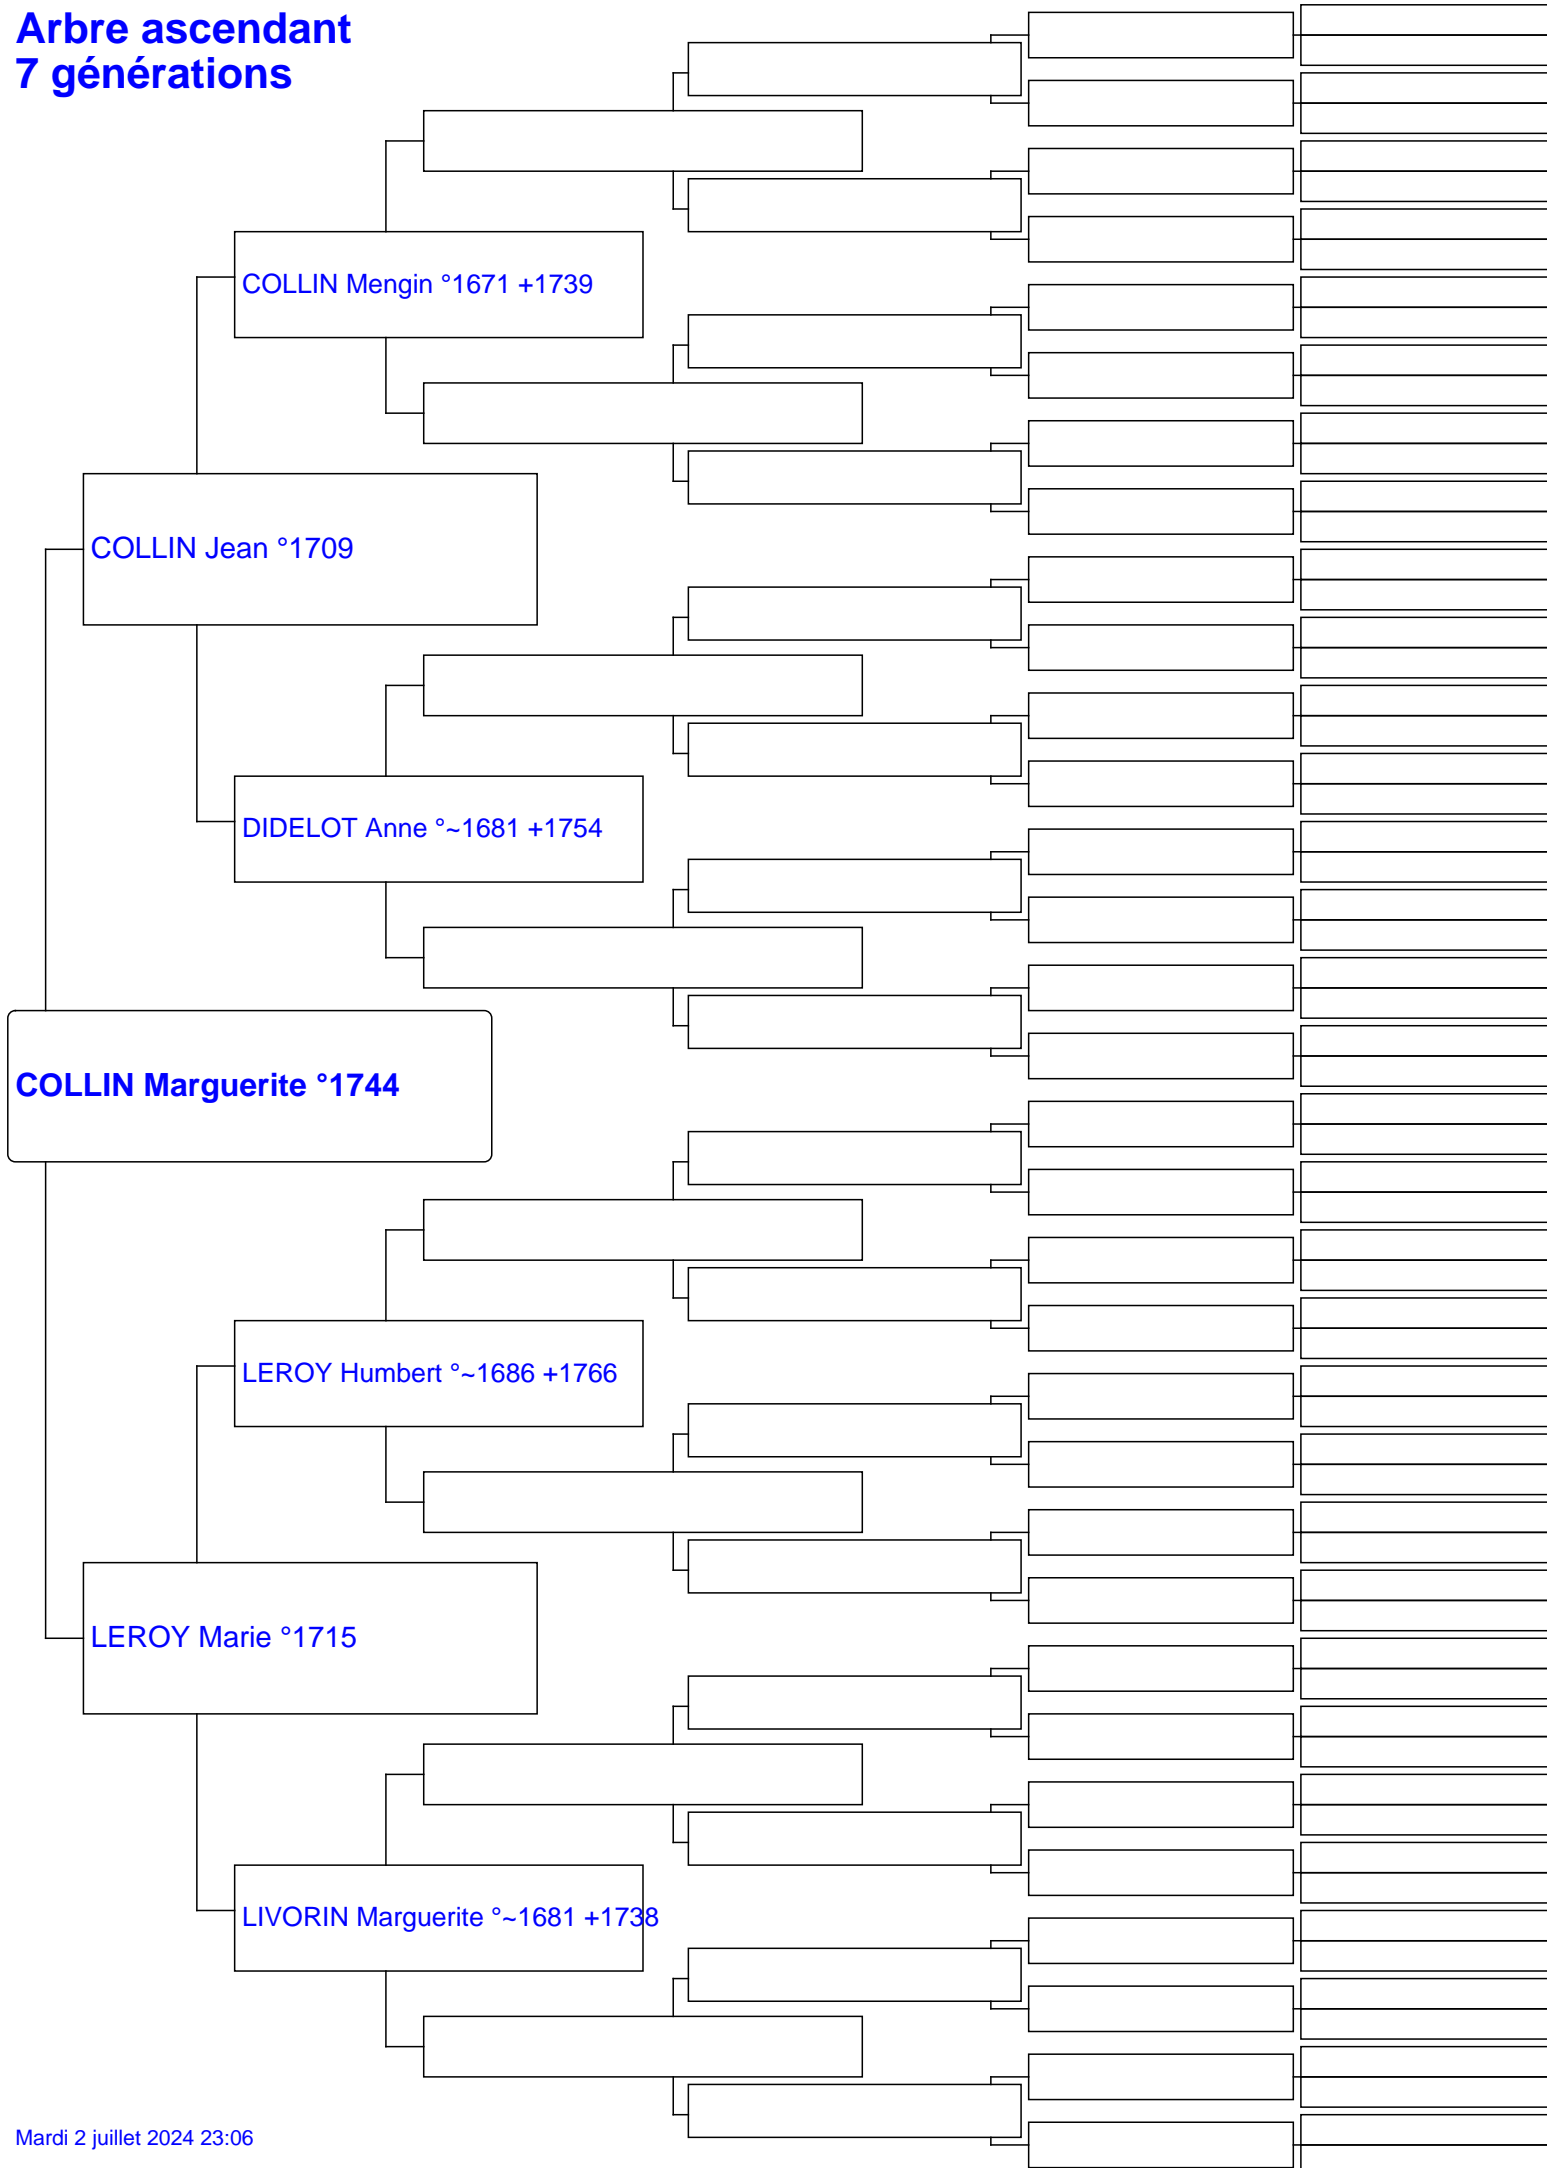 Arbre ascendant
7 générations
COLLIN Mengin °1671 +1739
COLLIN Jean °1709
DIDELOT Anne °~1681 +1754
COLLIN Marguerite °1744
LEROY Humbert °~1686 +1766
LEROY Marie °1715
LIVORIN Marguerite °~1681 +1738
Mardi 2 juillet 2024 23:06